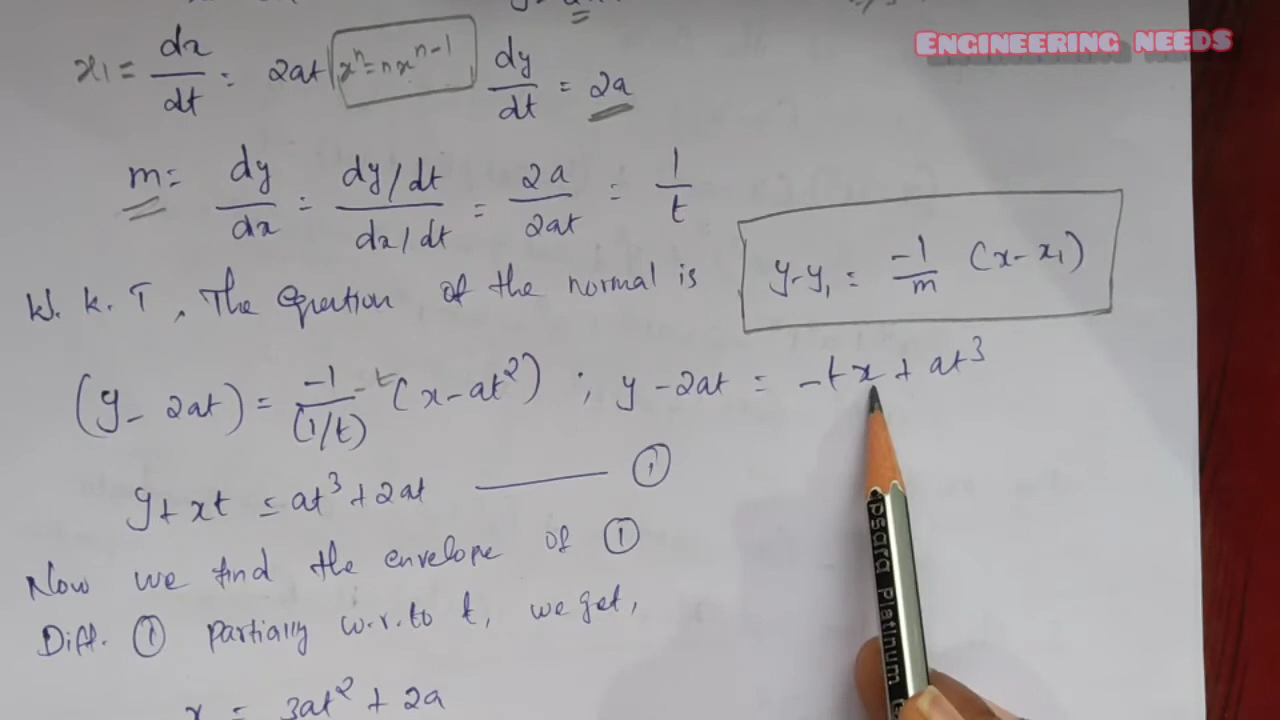 ENGINEERING NEEDS
x₁ = dx/dt = 2at xⁿ = nxⁿ⁻¹ dy/dt = 2a
m = dy/dx = (dy/dt)/(dx/dt) = 2a/2at = 1/t
W. K. T, The equation of the normal is y-y₁ = -1/m (x-x₁)
(y - 2at) = -1/(1/t) -t (x - at²) ; y - 2at = -tx + at³
y + xt = at³ + 2at ——— ①
Now we find the envelope of ①
Diff. ① Partially w.r.to t, we get,
x = 3at² + 2a
Apsara Platinum